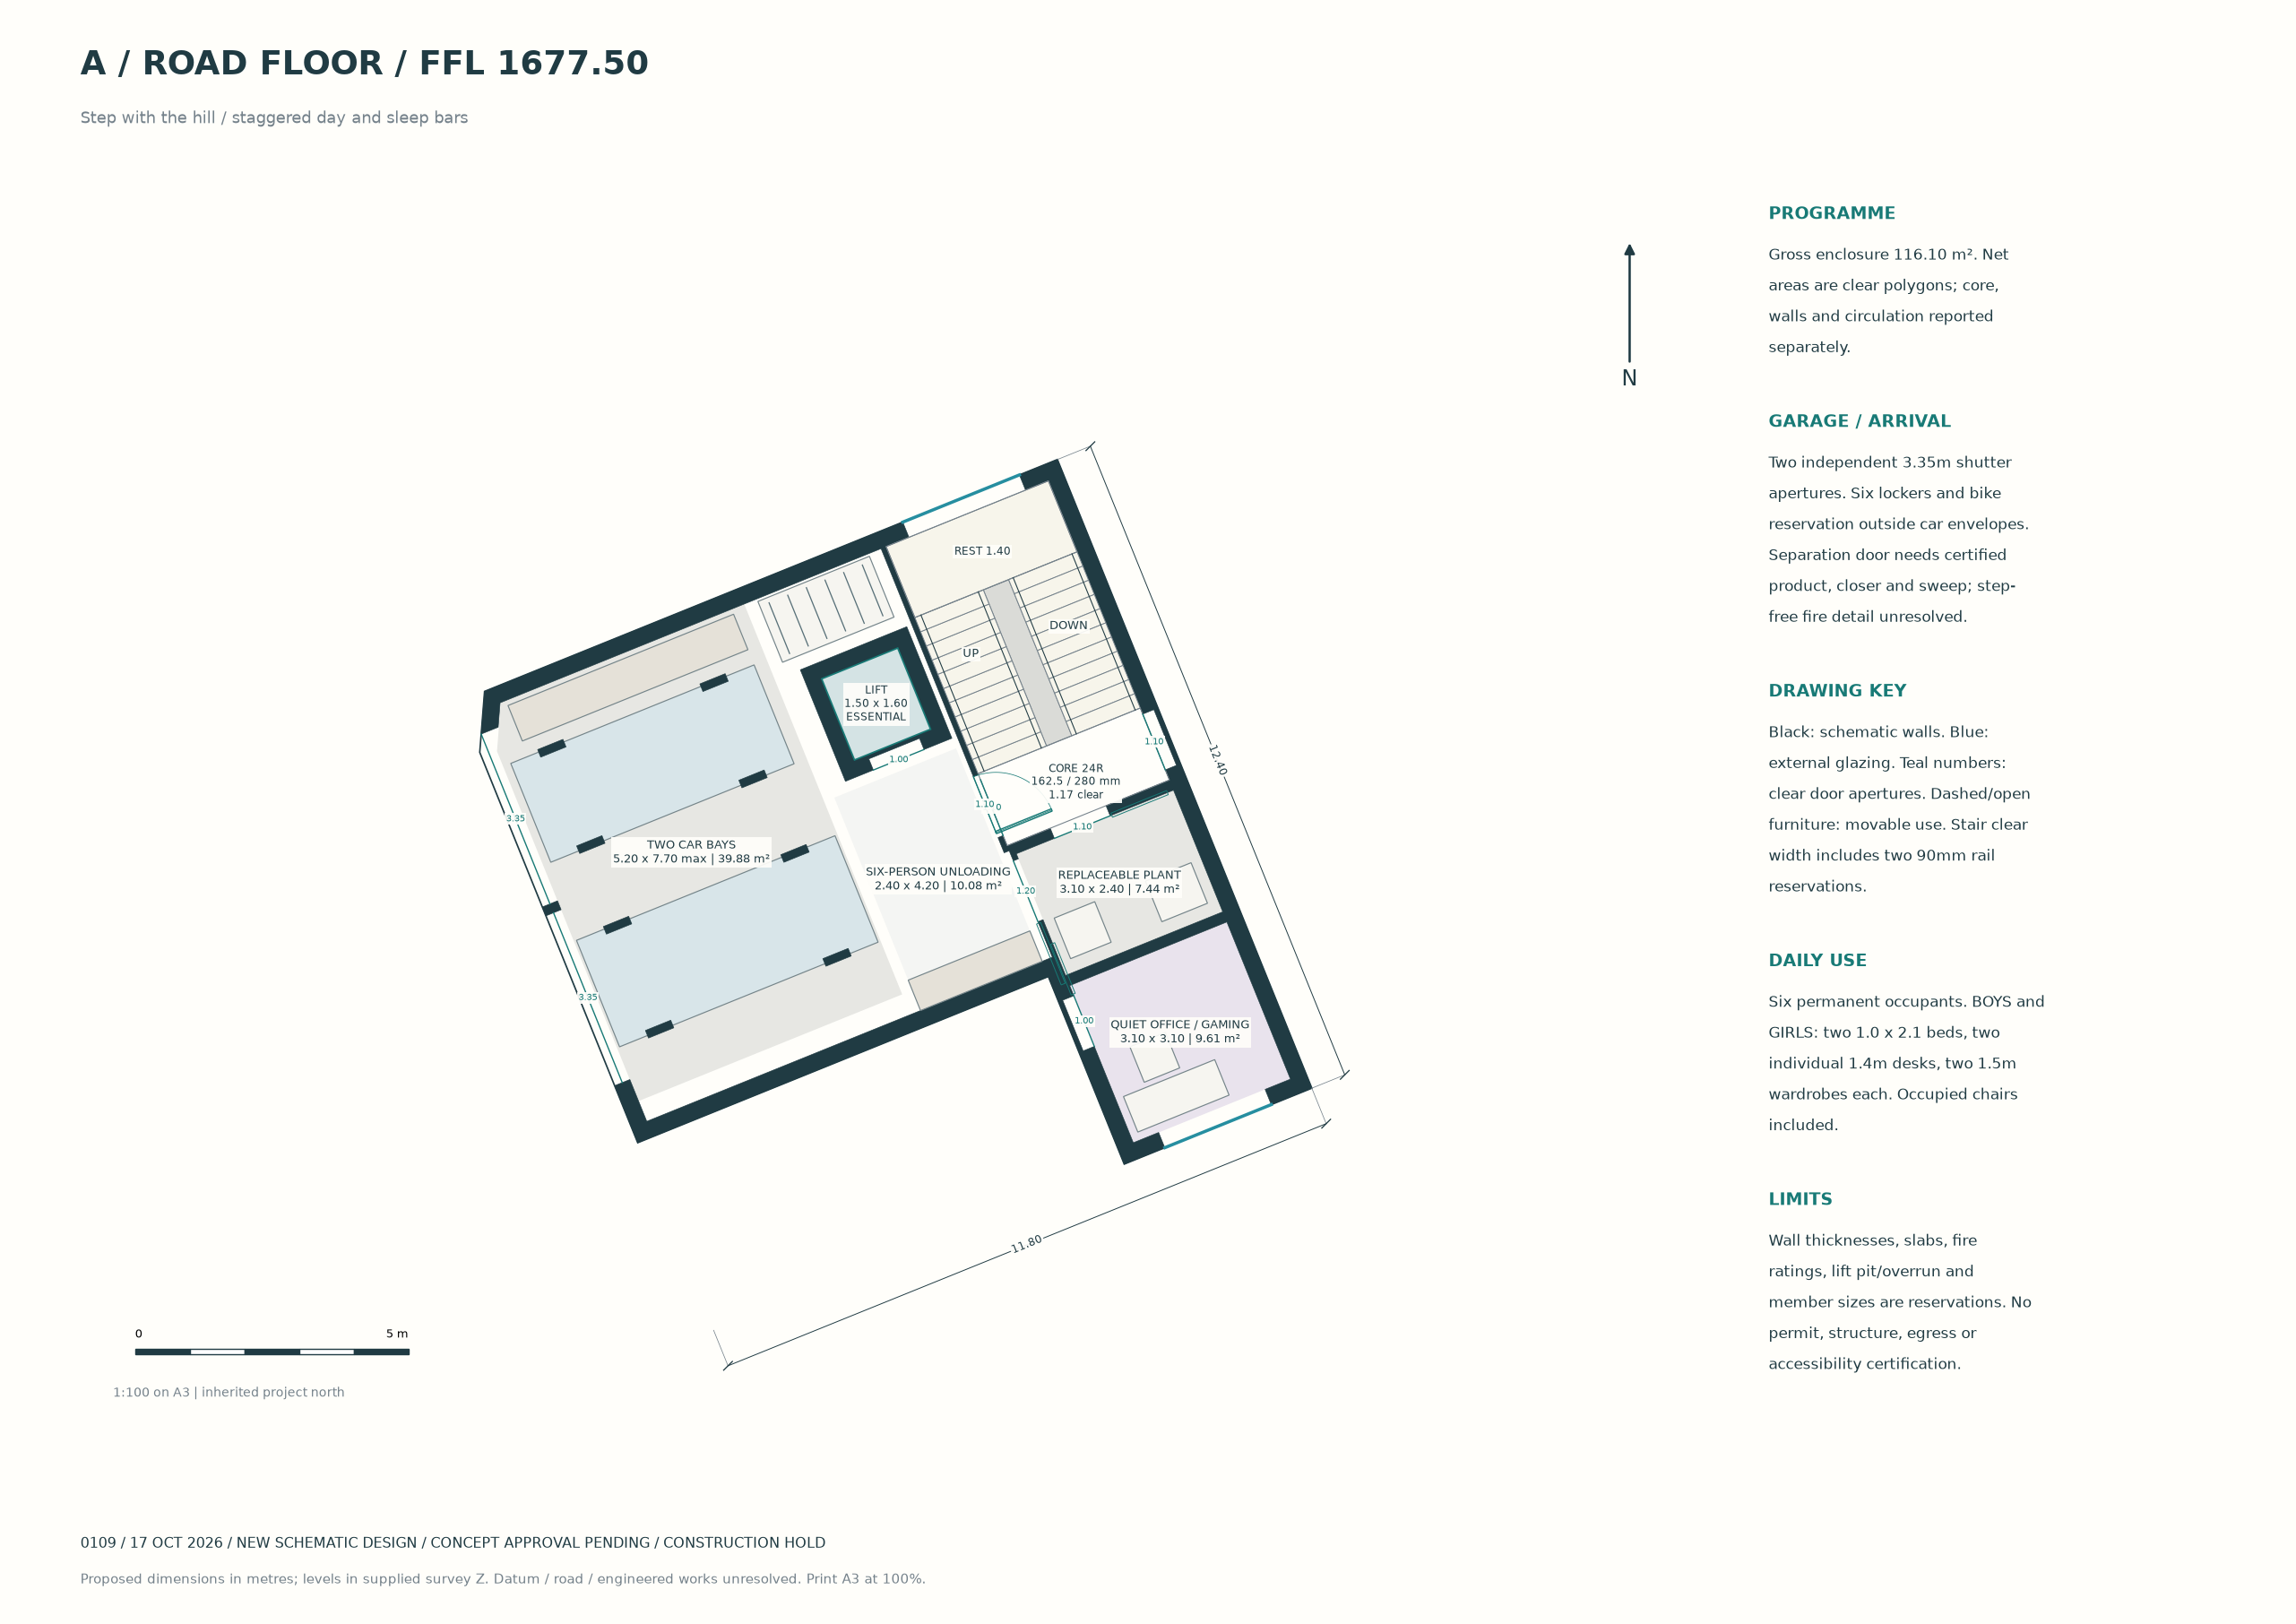 A / ROAD FLOOR / FFL 1677.50
Step with the hill / staggered day and sleep bars
PROGRAMME
Gross enclosure 116.10 m². Net
areas are clear polygons; core,
walls and circulation reported
separately.
N
GARAGE / ARRIVAL
Two independent 3.35m shutter
apertures. Six lockers and bike
reservation outside car envelopes.
Separation door needs certified
product, closer and sweep; step-
free fire detail unresolved.
DRAWING KEY
Black: schematic walls. Blue:
external glazing. Teal numbers:
clear door apertures. Dashed/open
furniture: movable use. Stair clear
width includes two 90mm rail
reservations.
DAILY USE
Six permanent occupants. BOYS and
GIRLS: two 1.0 x 2.1 beds, two
individual 1.4m desks, two 1.5m
wardrobes each. Occupied chairs
included.
LIMITS
Wall thicknesses, slabs, fire
ratings, lift pit/overrun and
member sizes are reservations. No
permit, structure, egress or
accessibility certification.
REST 1.40
DOWN
UP
LIFT
1.50 x 1.60
ESSENTIAL
1.00
1.10
12.40
CORE 24R
162.5 / 280 mm
1.17 clear
1.10
1.10
3.35
TWO CAR BAYS
5.20 x 7.70 max | 39.88 m²
SIX-PERSON UNLOADING
2.40 x 4.20 | 10.08 m²
REPLACEABLE PLANT
3.10 x 2.40 | 7.44 m²
1.20
3.35
1.00
QUIET OFFICE / GAMING
3.10 x 3.10 | 9.61 m²
11.80
0 5 m
1:100 on A3 | inherited project north
0109 / 17 OCT 2026 / NEW SCHEMATIC DESIGN / CONCEPT APPROVAL PENDING / CONSTRUCTION HOLD
Proposed dimensions in metres; levels in supplied survey Z. Datum / road / engineered works unresolved. Print A3 at 100%.